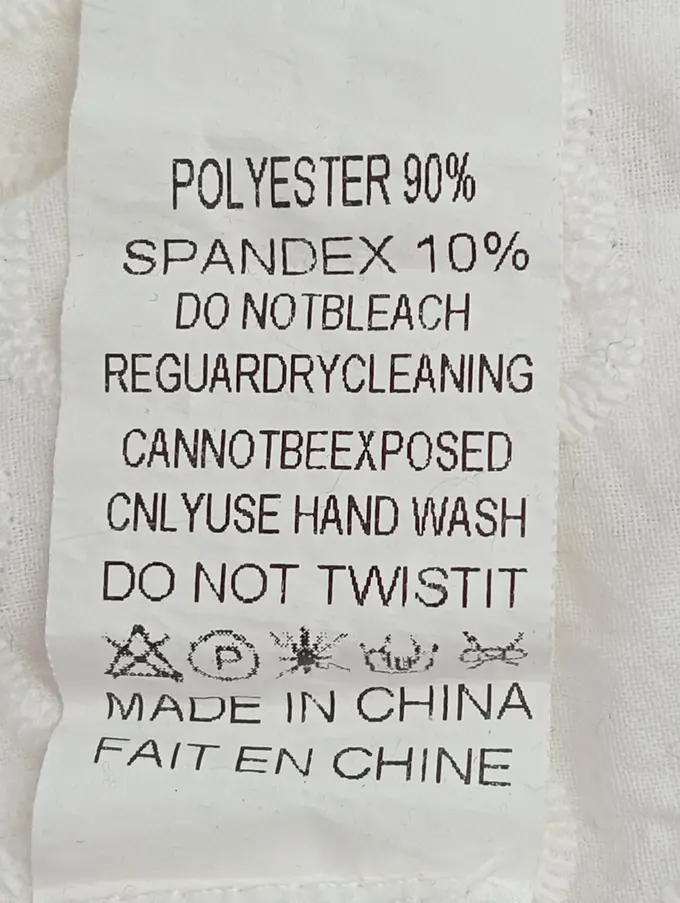 POLYESTER 90%
SPANDEX 10%
DO NOTBLEACH
REGUARDRYCLEANING
CANNOTBEEXPOSED
CNLYUSE HAND WASH
DO NOT TWISTIT
P
MADE IN CHINA
FAIT EN CHINE